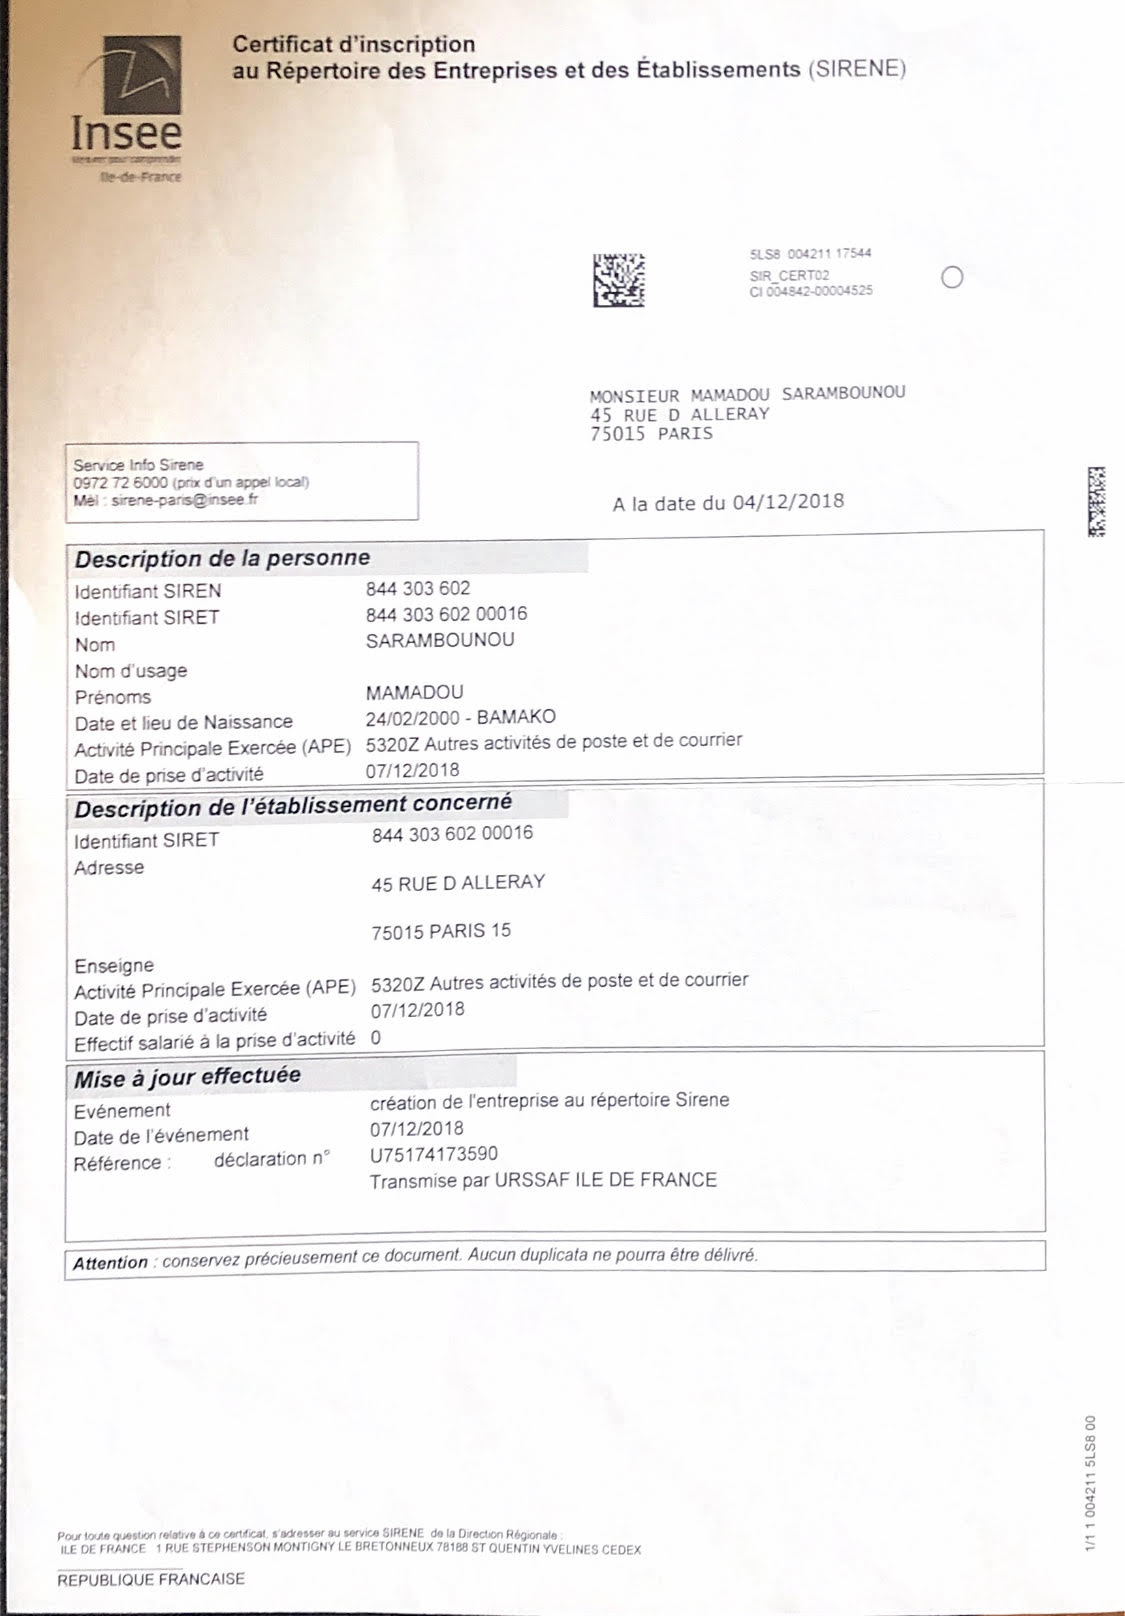 Certificat d'inscription
au Répertoire des Entreprises et des Établissements (SIRENE)
Insee
Mesurer pour comprendre
Ile-de-France
5LS8 004211 17544
SIR_CERT02
CI 004842-00004525
MONSIEUR MAMADOU SARAMBOUNOU
45 RUE D ALLERAY
75015 PARIS
Service Info Sirene
0972 72 6000 (prix d'un appel local)
Mèl : sirene-paris@insee.fr
A la date du 04/12/2018
Description de la personne
Identifiant SIREN 844 303 602
Identifiant SIRET 844 303 602 00016
Nom SARAMBOUNOU
Nom d'usage
Prénoms MAMADOU
Date et lieu de Naissance 24/02/2000 - BAMAKO
Activité Principale Exercée (APE) 5320Z Autres activités de poste et de courrier
Date de prise d'activité 07/12/2018
Description de l'établissement concerné
Identifiant SIRET 844 303 602 00016
Adresse
45 RUE D ALLERAY
75015 PARIS 15
Enseigne
Activité Principale Exercée (APE) 5320Z Autres activités de poste et de courrier
Date de prise d'activité 07/12/2018
Effectif salarié à la prise d'activité 0
Mise à jour effectuée
Evénement création de l'entreprise au répertoire Sirene
Date de l'événement 07/12/2018
Référence : déclaration n° U75174173590
Transmise par URSSAF ILE DE FRANCE
Attention : conservez précieusement ce document. Aucun duplicata ne pourra être délivré.
1/1 1 004211 5LS8 00
Pour toute question relative à ce certificat, s'adresser au service SIRENE de la Direction Régionale :
ILE DE FRANCE 1 RUE STEPHENSON MONTIGNY LE BRETONNEUX 78188 ST QUENTIN YVELINES CEDEX
REPUBLIQUE FRANCAISE